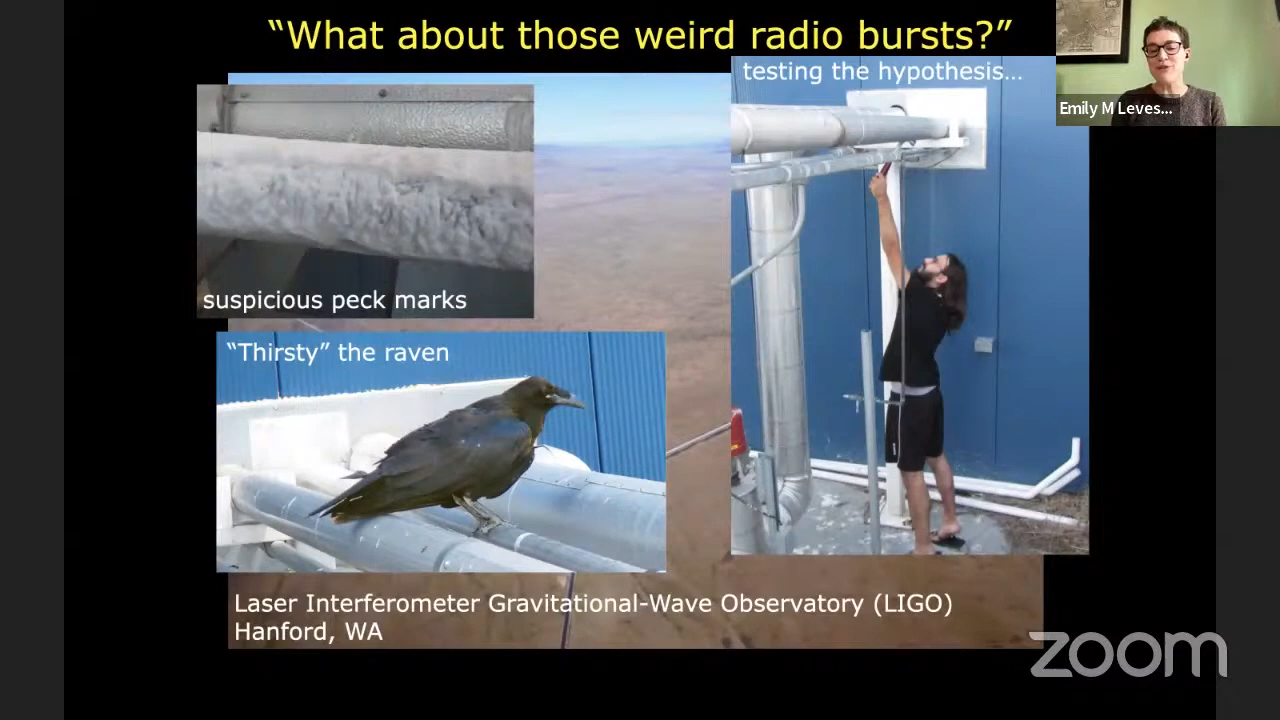 “What about those weird radio bursts?”
testing the hypothesis…
Emily M Leves...
suspicious peck marks
“Thirsty” the raven
Laser Interferometer Gravitational-Wave Observatory (LIGO)
Hanford, WA
zoom